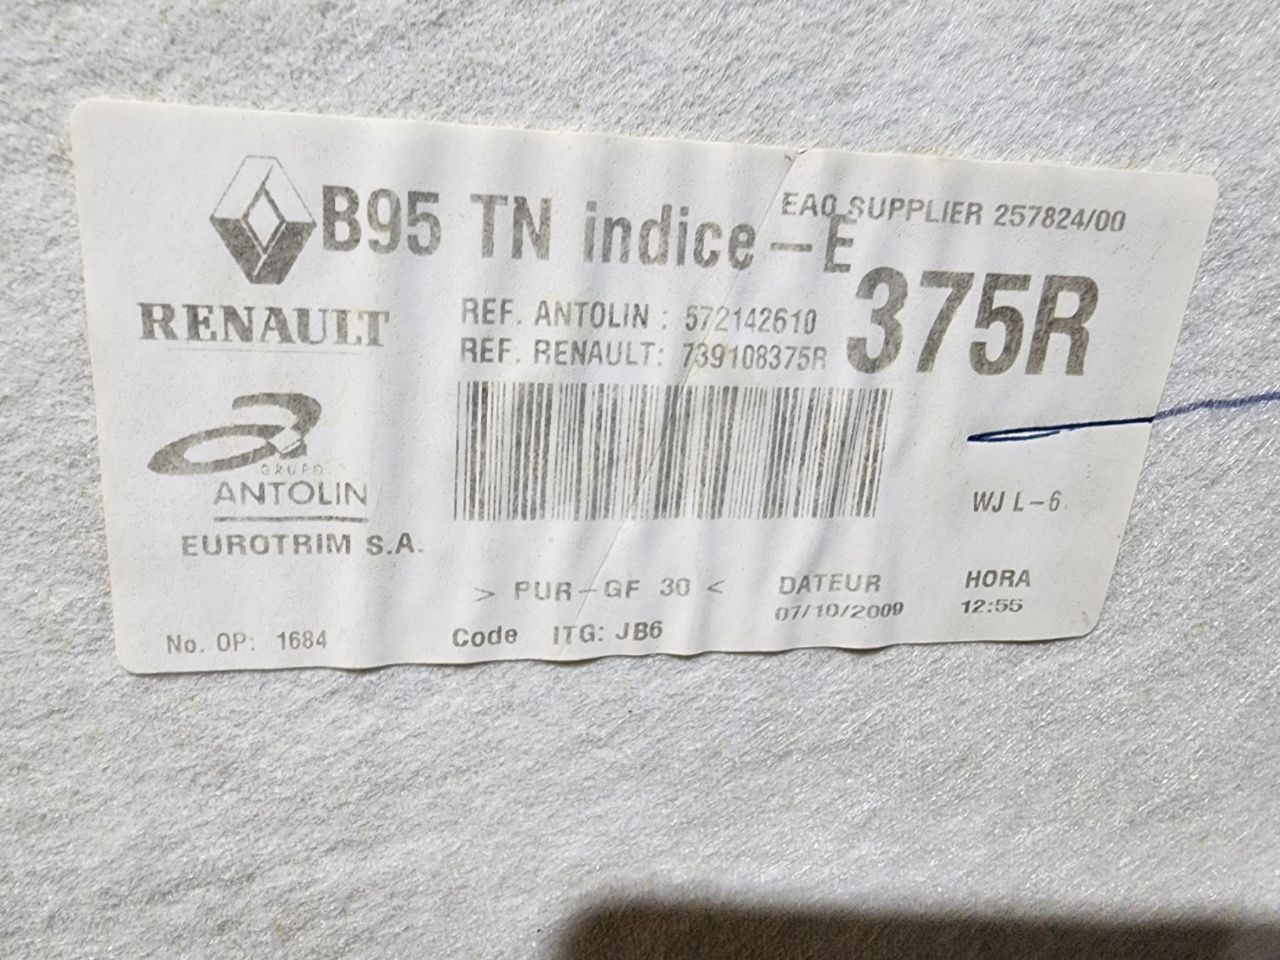 RENAULT
B95 TN indice-E
EAQ SUPPLIER 257824/00
REF. ANTOLIN : 572142610
REF. RENAULT: 739108375R
375R
GRUPO
ANTOLIN
EUROTRIM S.A.
WJ L-6
> PUR-GF 30 <
DATEUR
07/10/2009
HORA
12:55
No. OP: 1684
Code ITG: JB6